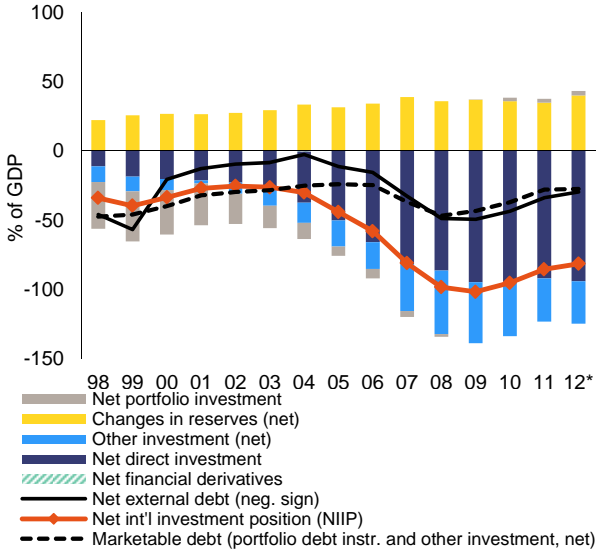 100
50
0
-50
-100
-150
% of GDP
98 99 00 01 02 03 04 05 06 07 08 09 10 11 12*
Net portfolio investment
Changes in reserves (net)
Other investment (net)
Net direct investment
Net financial derivatives
Net external debt (neg. sign)
Net int'l investment position (NIIP)
Marketable debt (portfolio debt instr. and other investment, net)